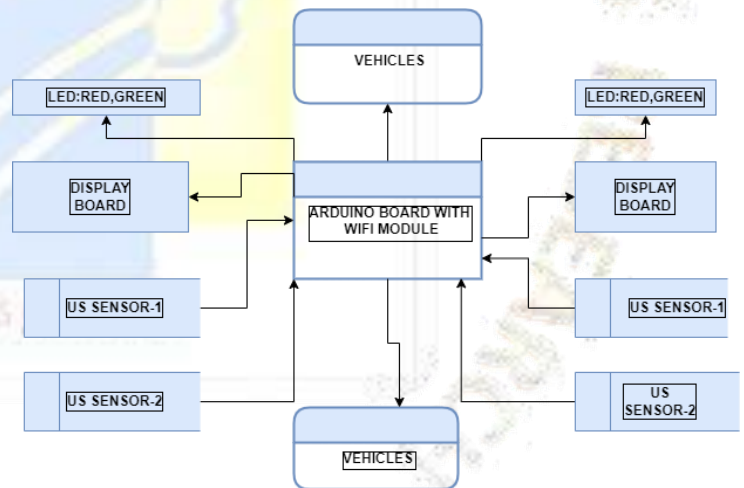 VEHICLES
LED:RED,GREEN
LED:RED,GREEN
DISPLAY
BOARD
DISPLAY
BOARD
ARDUINO BOARD WITH
WIFI MODULE
US SENSOR-1
US SENSOR-1
US SENSOR-2
US
SENSOR-2
VEHICLES